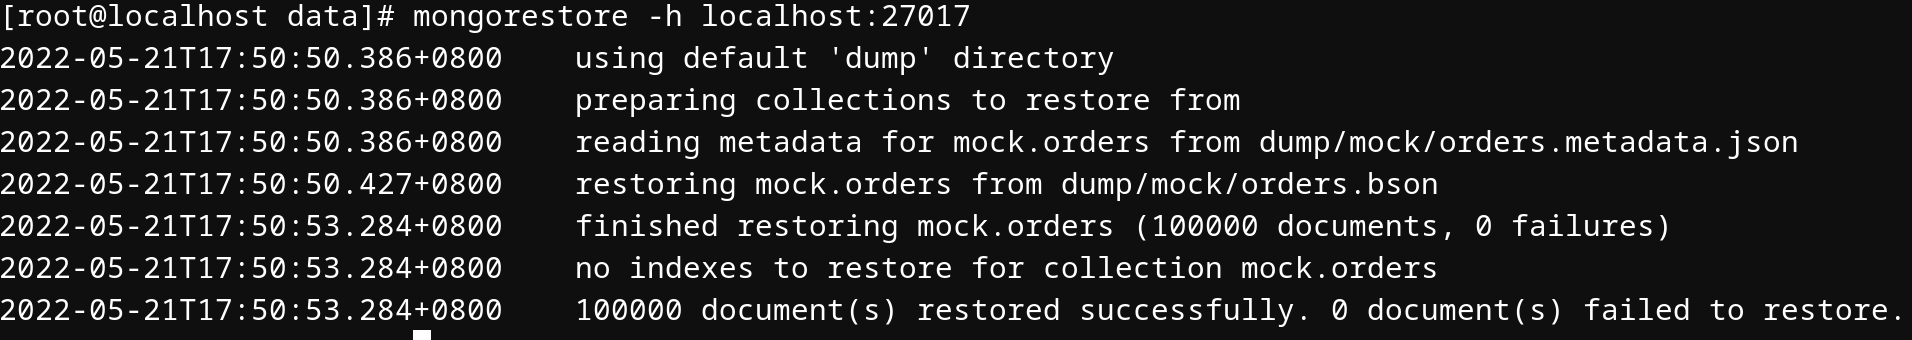 [root@localhost data]# mongorestore -h localhost:27017
2022-05-21T17:50:50.386+0800    using default 'dump' directory
2022-05-21T17:50:50.386+0800    preparing collections to restore from
2022-05-21T17:50:50.386+0800    reading metadata for mock.orders from dump/mock/orders.metadata.json
2022-05-21T17:50:50.427+0800    restoring mock.orders from dump/mock/orders.bson
2022-05-21T17:50:53.284+0800    finished restoring mock.orders (100000 documents, 0 failures)
2022-05-21T17:50:53.284+0800    no indexes to restore for collection mock.orders
2022-05-21T17:50:53.284+0800    100000 document(s) restored successfully. 0 document(s) failed to restore.